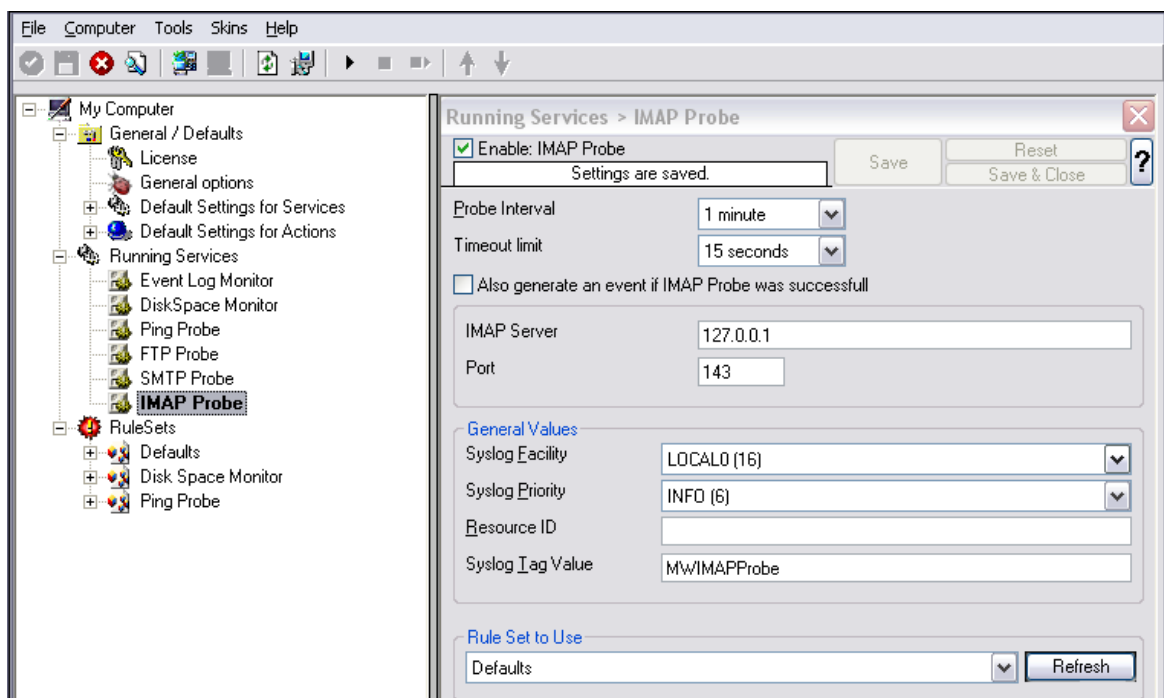 File Computer Tools Skins Help
My Computer
General / Defaults
License
General options
Default Settings for Services
Default Settings for Actions
Running Services
Event Log Monitor
DiskSpace Monitor
Ping Probe
FTP Probe
SMTP Probe
IMAP Probe
RuleSets
Defaults
Disk Space Monitor
Ping Probe
Running Services > IMAP Probe
Enable: IMAP Probe
Settings are saved.
Save
Reset
Save & Close
?
Probe Interval
1 minute
Timeout limit
15 seconds
Also generate an event if IMAP Probe was successfull
IMAP Server
127.0.0.1
Port
143
General Values
Syslog Facility
LOCAL0 (16)
Syslog Priority
INFO (6)
Resource ID
Syslog Tag Value
MWIMAPProbe
Rule Set to Use
Defaults
Refresh